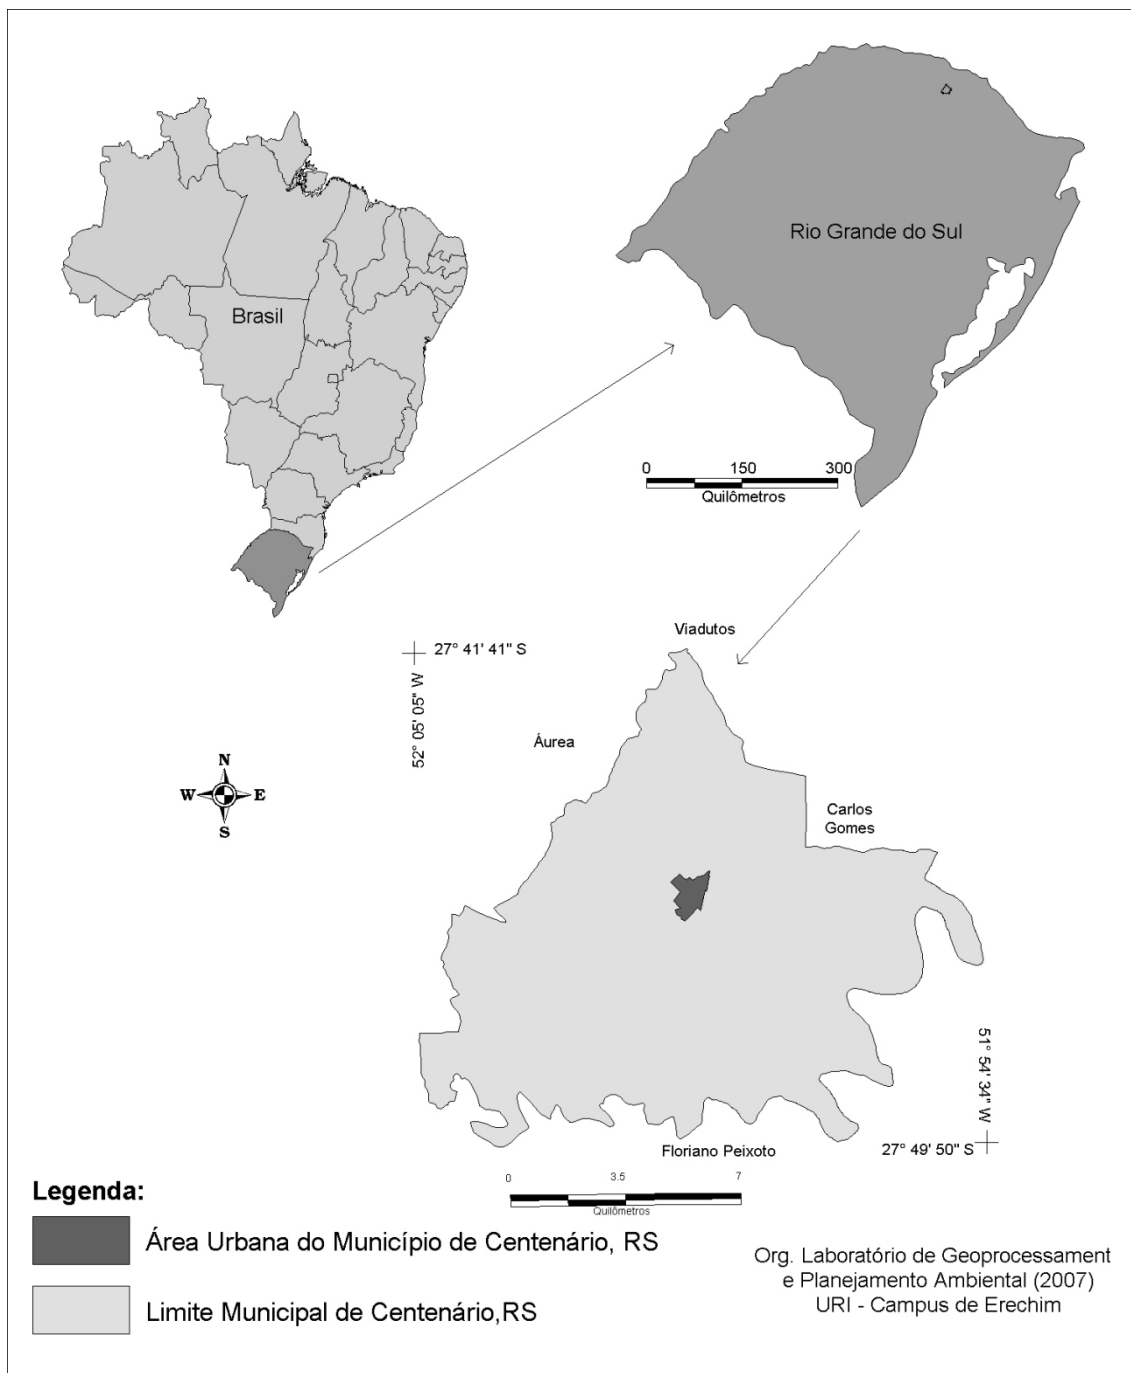 Brasil
Rio Grande do Sul
0 150 300
Quilômetros
Viadutos
27° 41' 41" S
52° 05' 05" W
Áurea
N
W E
S
Carlos
Gomes
51° 54' 34" W
27° 49' 50" S
Floriano Peixoto
0 3.5 7
Quilômetros
Legenda:
Área Urbana do Município de Centenário, RS
Limite Municipal de Centenário,RS
Org. Laboratório de Geoprocessament
e Planejamento Ambiental (2007)
URI - Campus de Erechim